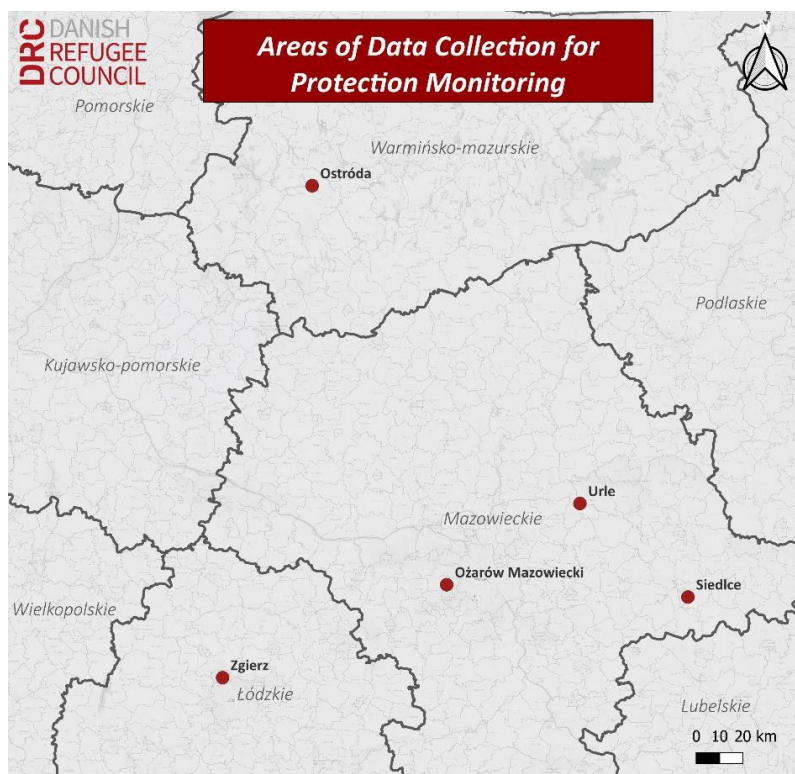 DRC DANISH
REFUGEE
COUNCIL
Areas of Data Collection for
Protection Monitoring
Pomorskie
Warmińsko-mazurskie
Ostróda
Podlaskie
Kujawsko-pomorskie
Urle
Mazowieckie
Ożarów Mazowiecki
Siedlce
Wielkopolskie
Zgierz
Łódzkie
Lubelskie
0 10 20 km